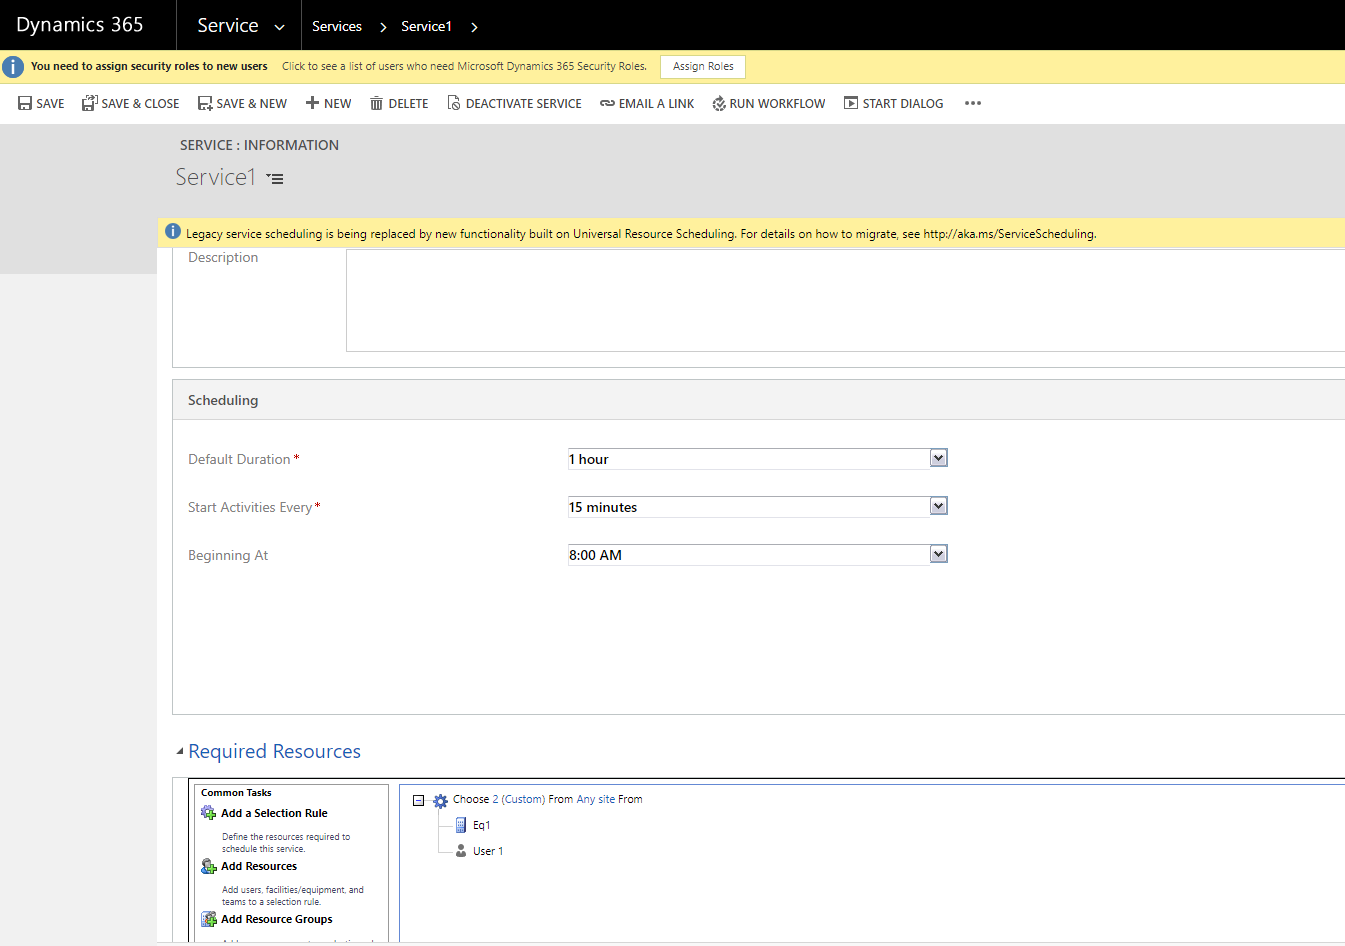 Dynamics 365 Service Services Service1
You need to assign security roles to new users Click to see a list of users who need Microsoft Dynamics 365 Security Roles. Assign Roles
SAVE SAVE & CLOSE SAVE & NEW NEW DELETE DEACTIVATE SERVICE EMAIL A LINK RUN WORKFLOW START DIALOG •••
SERVICE : INFORMATION
Service1
Legacy service scheduling is being replaced by new functionality built on Universal Resource Scheduling. For details on how to migrate, see http://aka.ms/ServiceScheduling.
Description
Scheduling
Default Duration * 1 hour
Start Activities Every * 15 minutes
Beginning At 8:00 AM
Required Resources
Common Tasks
Add a Selection Rule
Define the resources required to
schedule this service.
Add Resources
Add users, facilities/equipment, and
teams to a selection rule.
Add Resource Groups
Choose 2 (Custom) From Any site From
Eq1
User 1